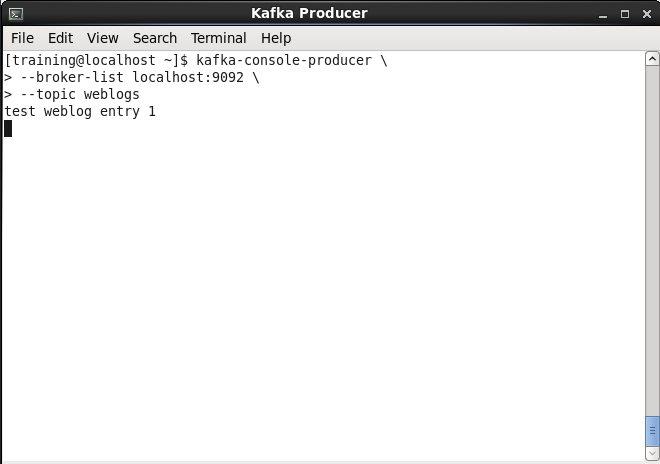 Kafka Producer
File Edit View Search Terminal Help
[training@localhost ~]$ kafka-console-producer \
> --broker-list localhost:9092 \
> --topic weblogs
test weblog entry 1